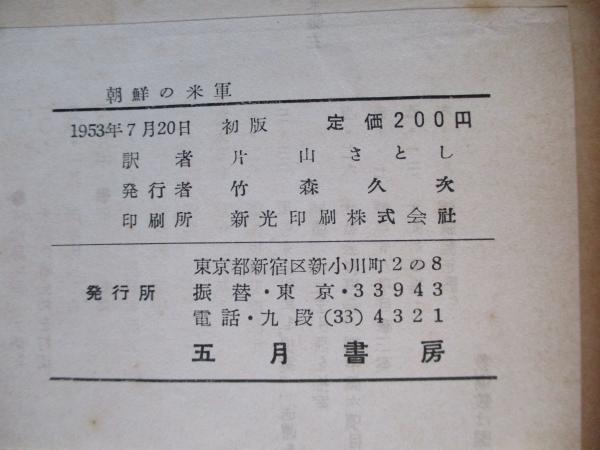 朝鮮の米軍
1953年7月20日 初版 定価200円
訳者 片山さとし
発行者 竹森久次
印刷所 新光印刷株式会社
東京都新宿区新小川町2の8
発行所 振替・東京・33943
電話・九段(33)4321
五月書房